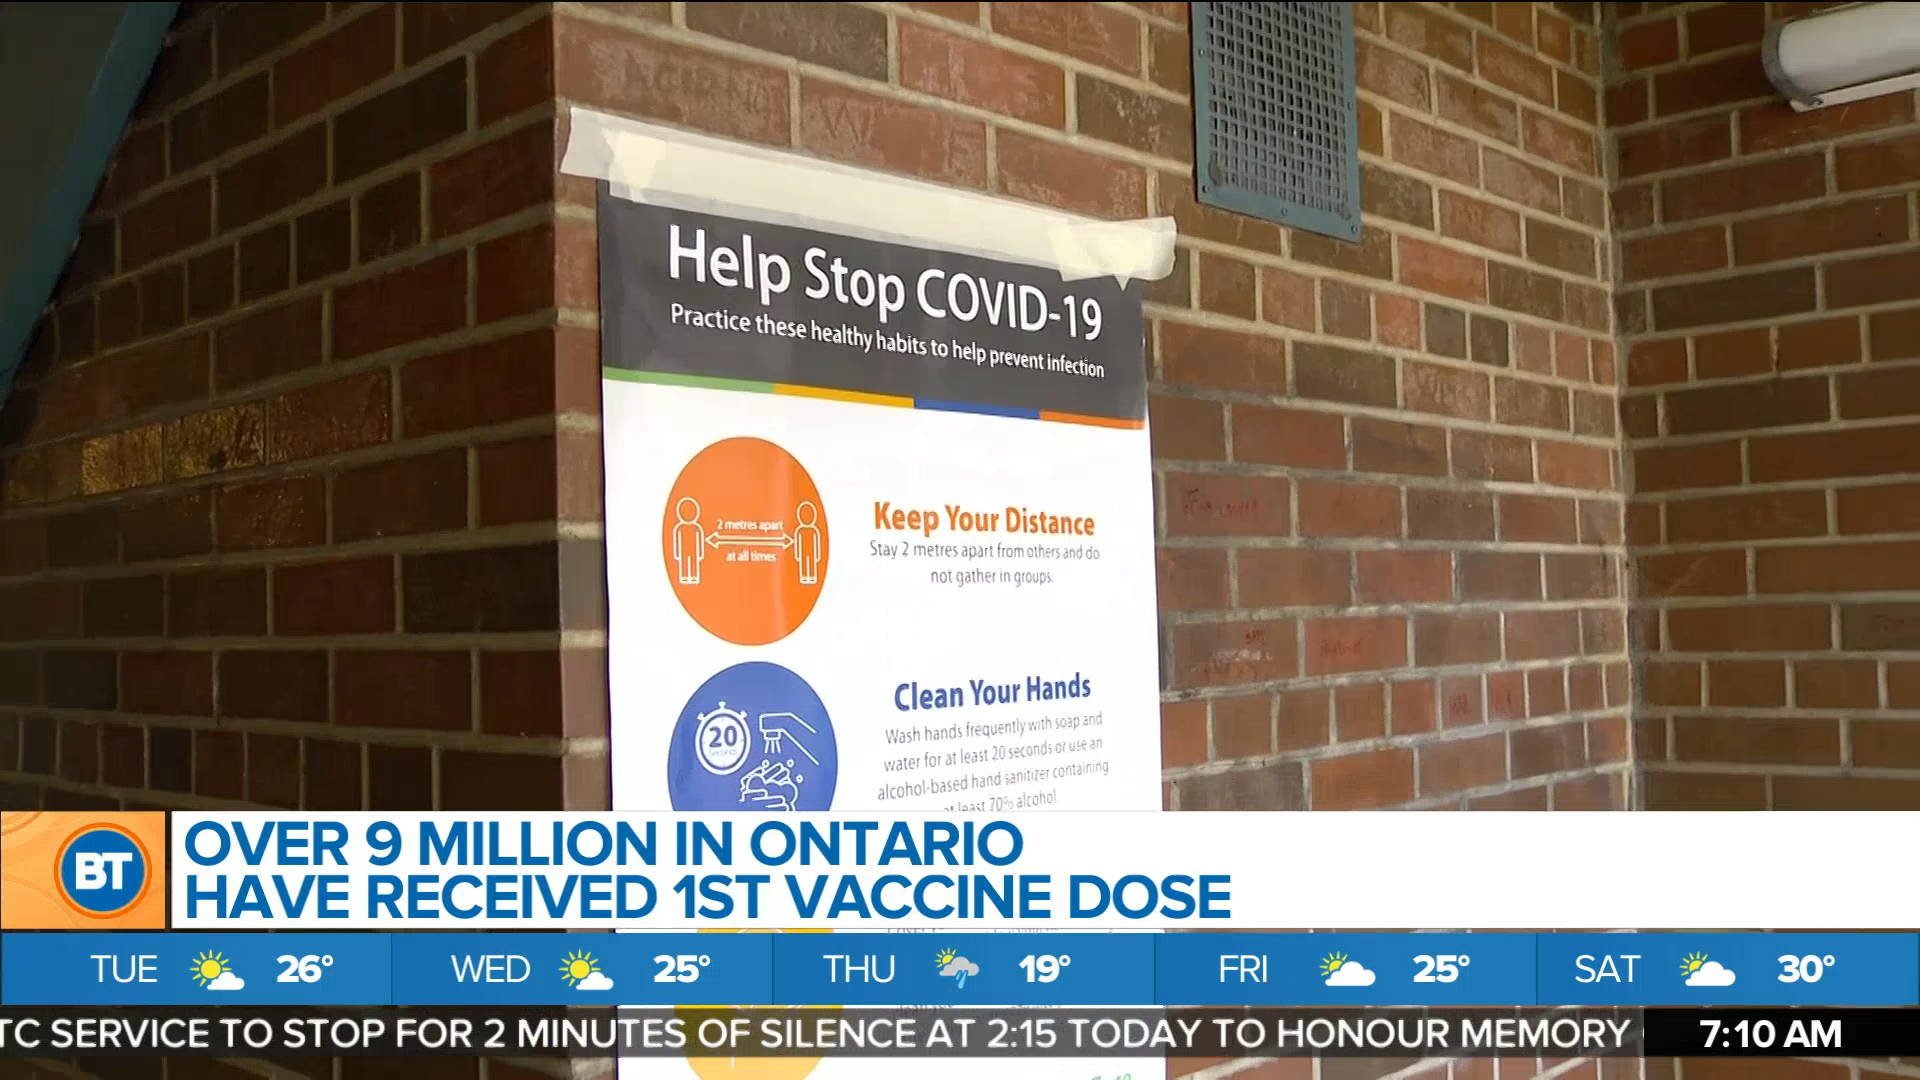 Help Stop COVID-19
Practice these healthy habits to help prevent infection
2 metres apart
at all times
Keep Your Distance
Stay 2 metres apart from others and do
not gather in groups.
20
Seconds
Clean Your Hands
Wash hands frequently with soap and
water for at least 20 seconds or use an
alcohol-based hand sanitizer containing
at least 70% alcohol
BT
OVER 9 MILLION IN ONTARIO
HAVE RECEIVED 1ST VACCINE DOSE
TUE 26° WED 25° THU 19° FRI 25° SAT 30°
TC SERVICE TO STOP FOR 2 MINUTES OF SILENCE AT 2:15 TODAY TO HONOUR MEMORY
7:10 AM